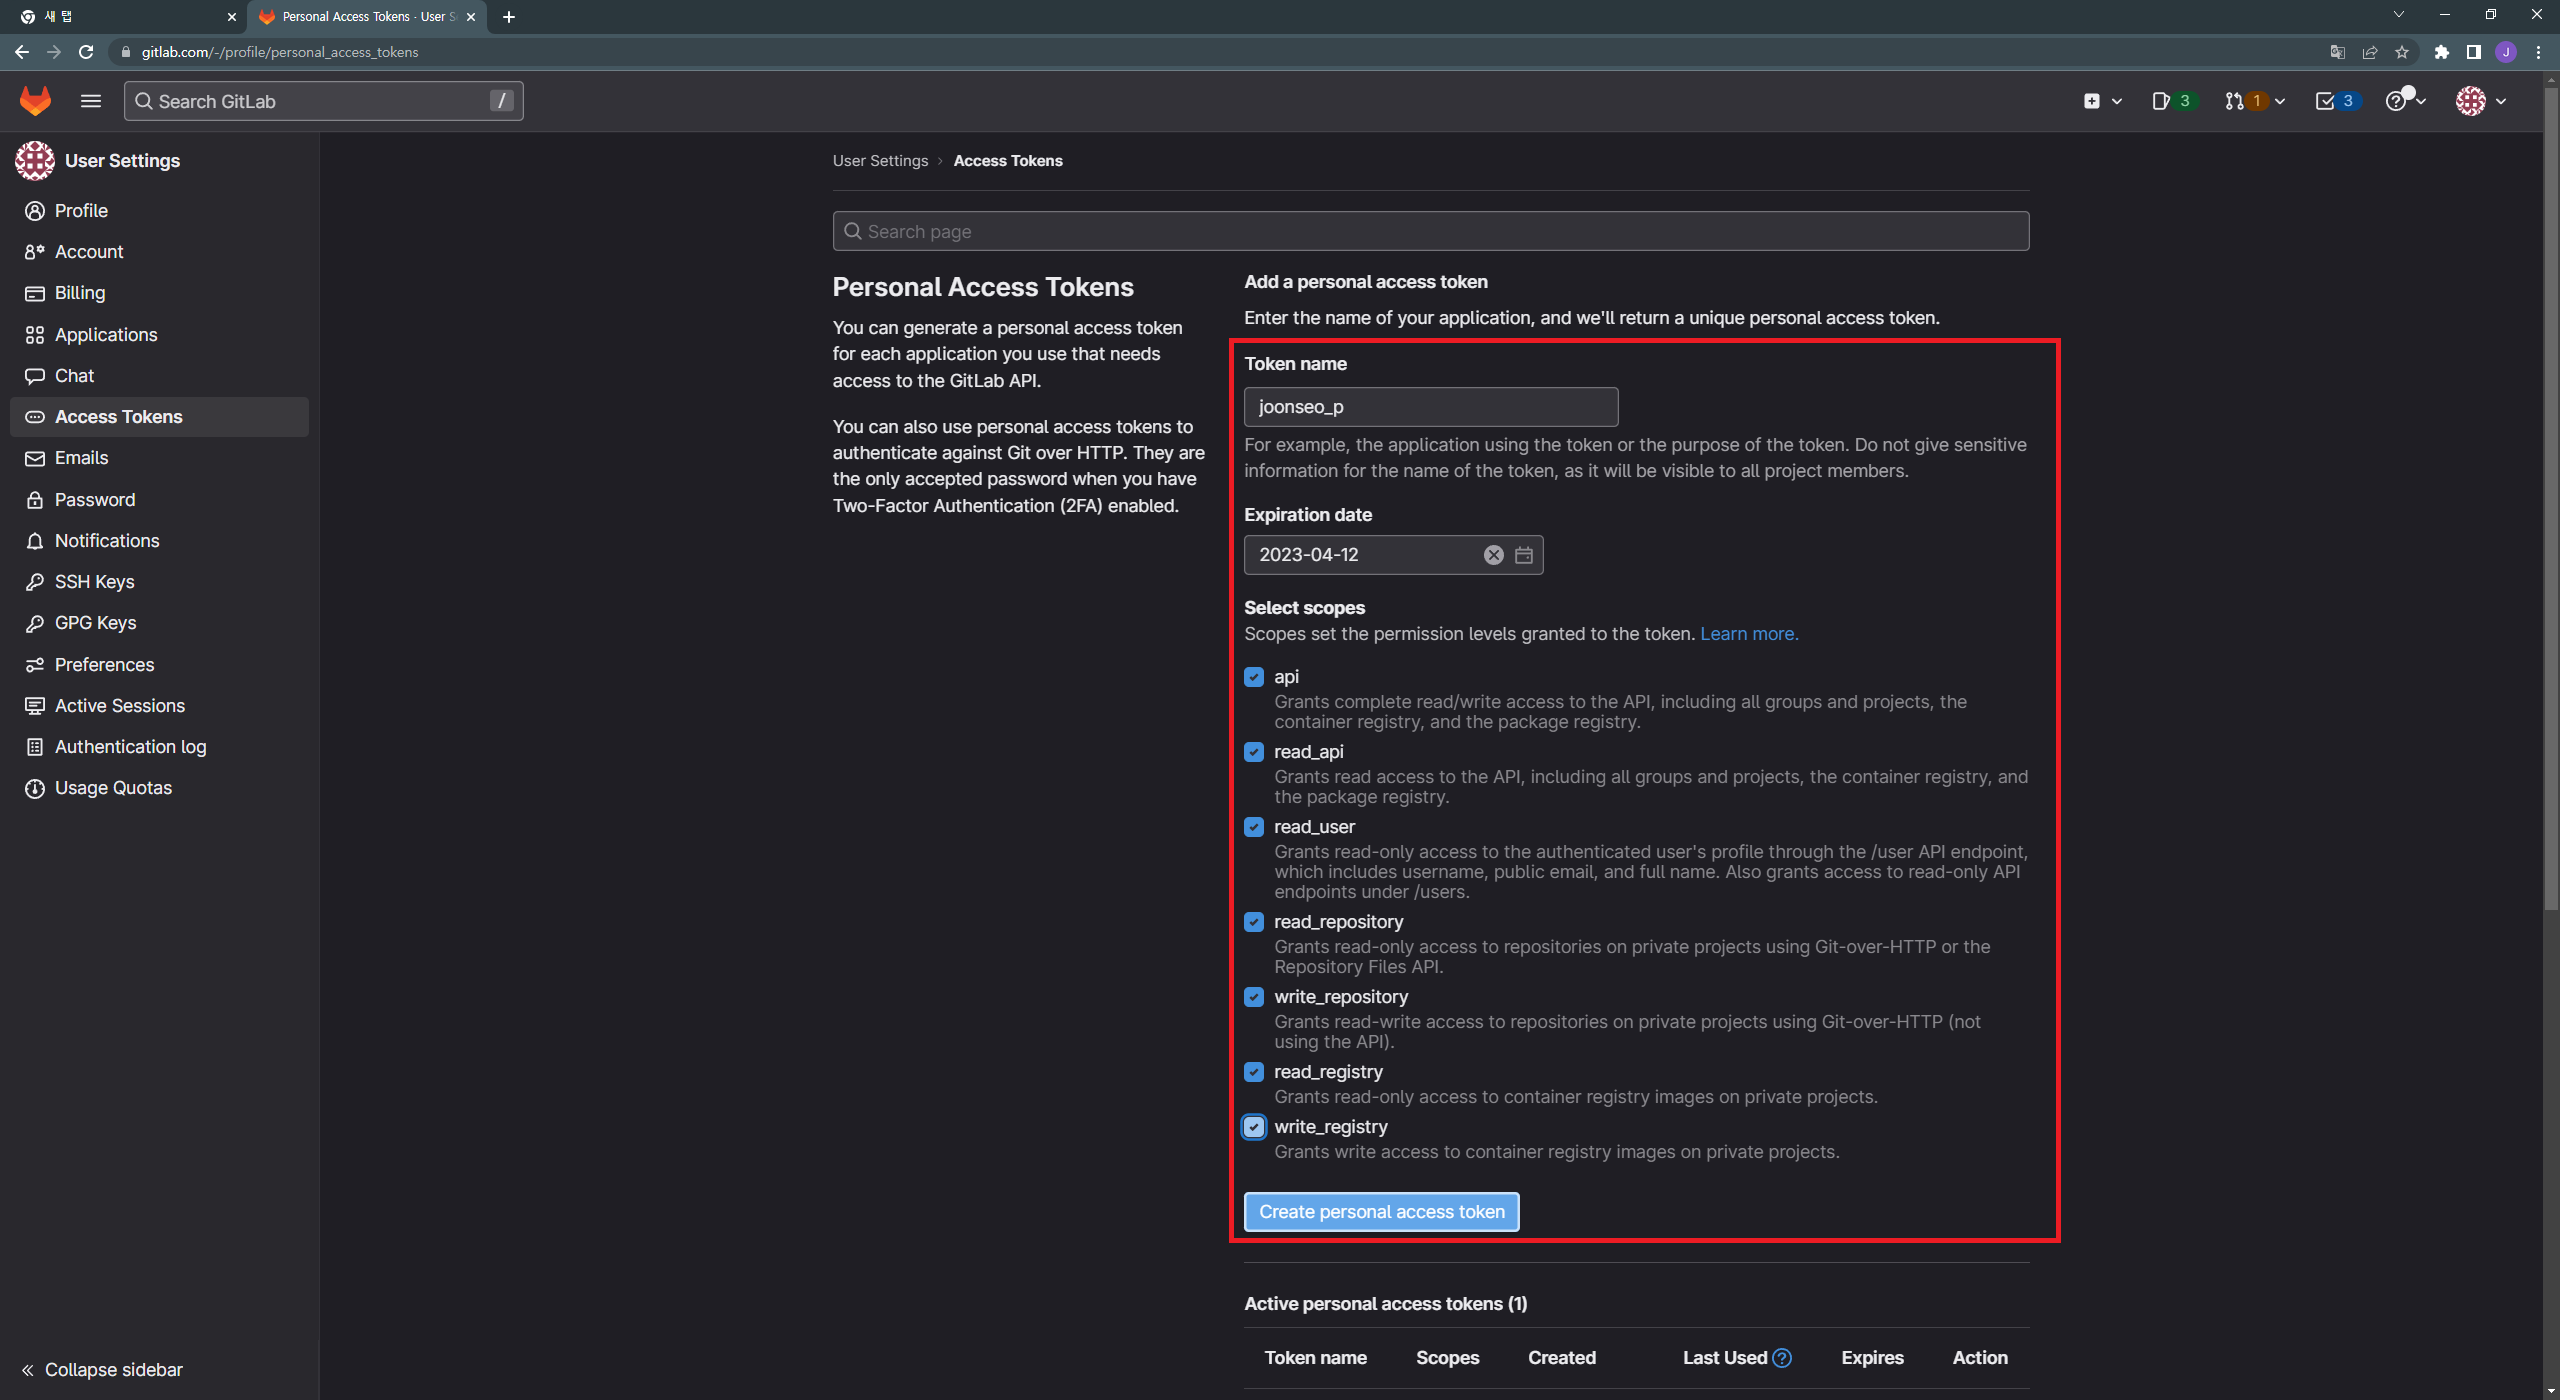 새 탭
Personal Access Tokens · User S
gitlab.com/-/profile/personal_access_tokens
J
Search GitLab
/
3
1
3
User Settings
Profile
Account
Billing
Applications
Chat
Access Tokens
Emails
Password
Notifications
SSH Keys
GPG Keys
Preferences
Active Sessions
Authentication log
Usage Quotas
Collapse sidebar
User Settings › Access Tokens
Search page
Personal Access Tokens
You can generate a personal access token
for each application you use that needs
access to the GitLab API.
You can also use personal access tokens to
authenticate against Git over HTTP. They are
the only accepted password when you have
Two-Factor Authentication (2FA) enabled.
Add a personal access token
Enter the name of your application, and we'll return a unique personal access token.
Token name
joonseo_p
For example, the application using the token or the purpose of the token. Do not give sensitive
information for the name of the token, as it will be visible to all project members.
Expiration date
2023-04-12
Select scopes
Scopes set the permission levels granted to the token. Learn more.
api
Grants complete read/write access to the API, including all groups and projects, the
container registry, and the package registry.
read_api
Grants read access to the API, including all groups and projects, the container registry, and
the package registry.
read_user
Grants read-only access to the authenticated user's profile through the /user API endpoint,
which includes username, public email, and full name. Also grants access to read-only API
endpoints under /users.
read_repository
Grants read-only access to repositories on private projects using Git-over-HTTP or the
Repository Files API.
write_repository
Grants read-write access to repositories on private projects using Git-over-HTTP (not
using the API).
read_registry
Grants read-only access to container registry images on private projects.
write_registry
Grants write access to container registry images on private projects.
Create personal access token
Active personal access tokens (1)
Token name Scopes Created Last Used Expires Action